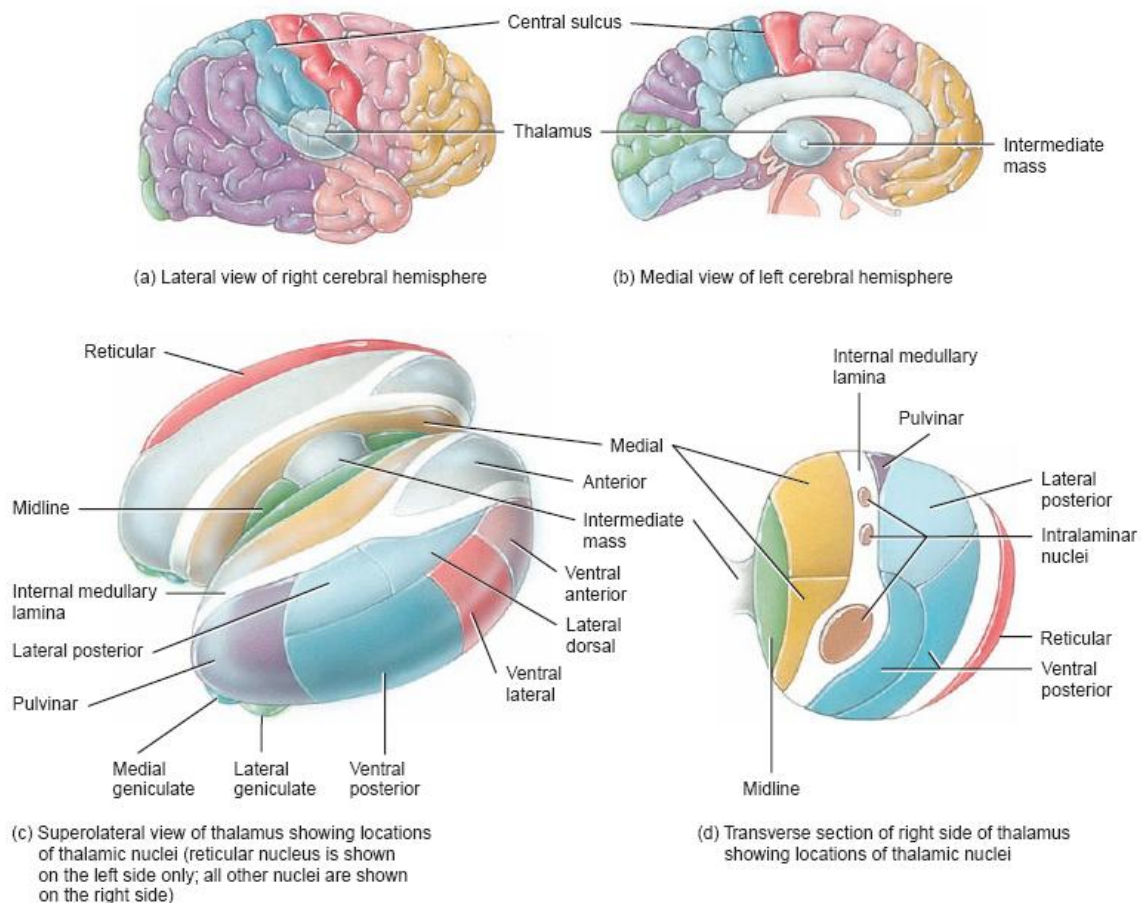 Central sulcus
Thalamus
Intermediate
mass
(a) Lateral view of right cerebral hemisphere
(b) Medial view of left cerebral hemisphere
Reticular
Midline
Internal medullary
lamina
Lateral posterior
Pulvinar
Medial
geniculate
Lateral
geniculate
Ventral
posterior
Medial
Anterior
Intermediate
mass
Ventral
anterior
Lateral
dorsal
Ventral
lateral
(c) Superolateral view of thalamus showing locations
of thalamic nuclei (reticular nucleus is shown
on the left side only; all other nuclei are shown
on the right side)
Internal medullary
lamina
Pulvinar
Lateral
posterior
Intralaminar
nuclei
Reticular
Ventral
posterior
Midline
(d) Transverse section of right side of thalamus
showing locations of thalamic nuclei